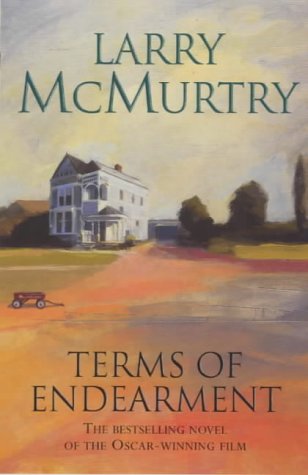 LARRY
MCMURTRY
TERMS OF
ENDEARMENT
THE BESTSELLING NOVEL
OF THE OSCAR-WINNING FILM